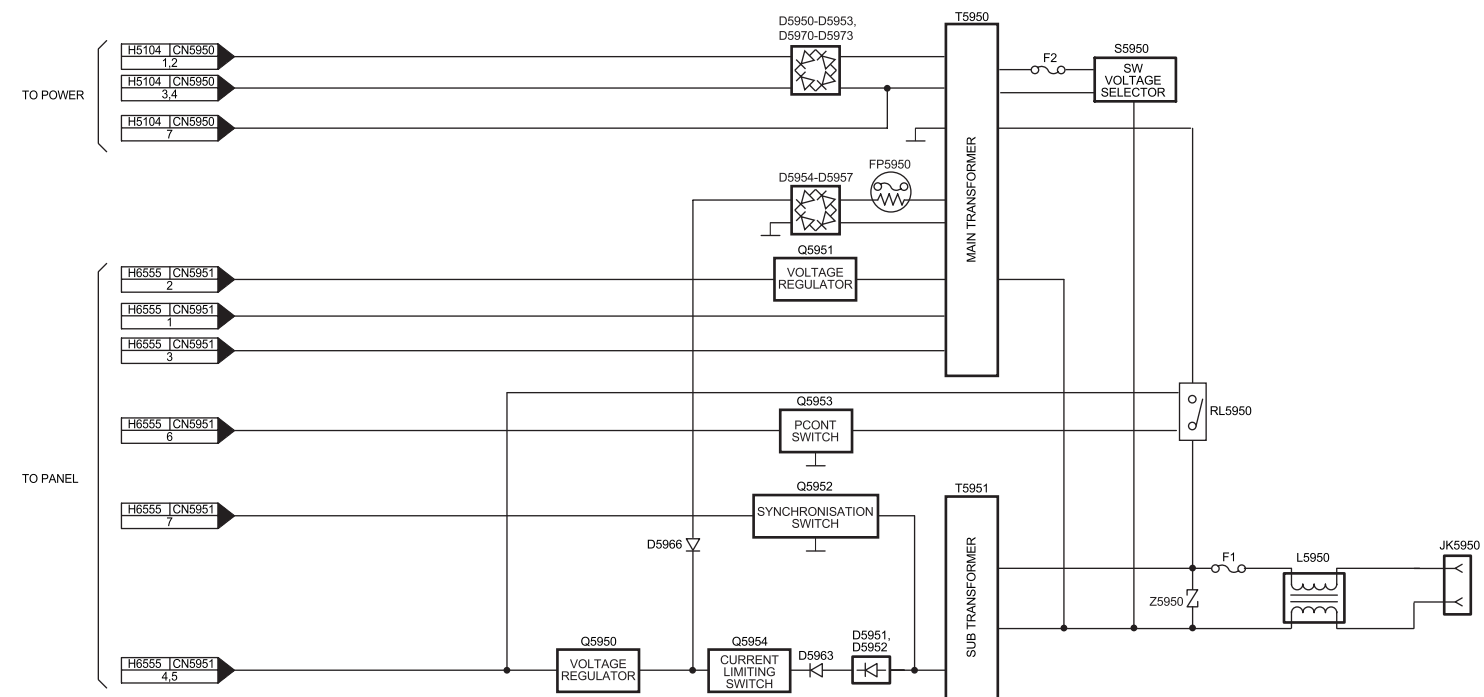 T5950
D5950-D5953,
D5970-D5973
H5104 CN5950
1,2
F2
S5950
SW
VOLTAGE
SELECTOR
H5104 CN5950
3,4
TO POWER
H5104 CN5950
7
MAIN TRANSFORMER
FP5950
D5954-D5957
Q5951
VOLTAGE
REGULATOR
H6555 CN5951
2
H6555 CN5951
1
H6555 CN5951
3
Q5953
PCONT
SWITCH
RL5950
H6555 CN5951
6
TO PANEL
Q5952
SYNCHRONISATION
SWITCH
T5951
H6555 CN5951
7
D5966
SUB TRANSFORMER
F1
L5950
JK5950
Z5950
Q5950
VOLTAGE
REGULATOR
Q5954
CURRENT
LIMITING
SWITCH
D5963
D5951,
D5952
H6555 CN5951
4,5